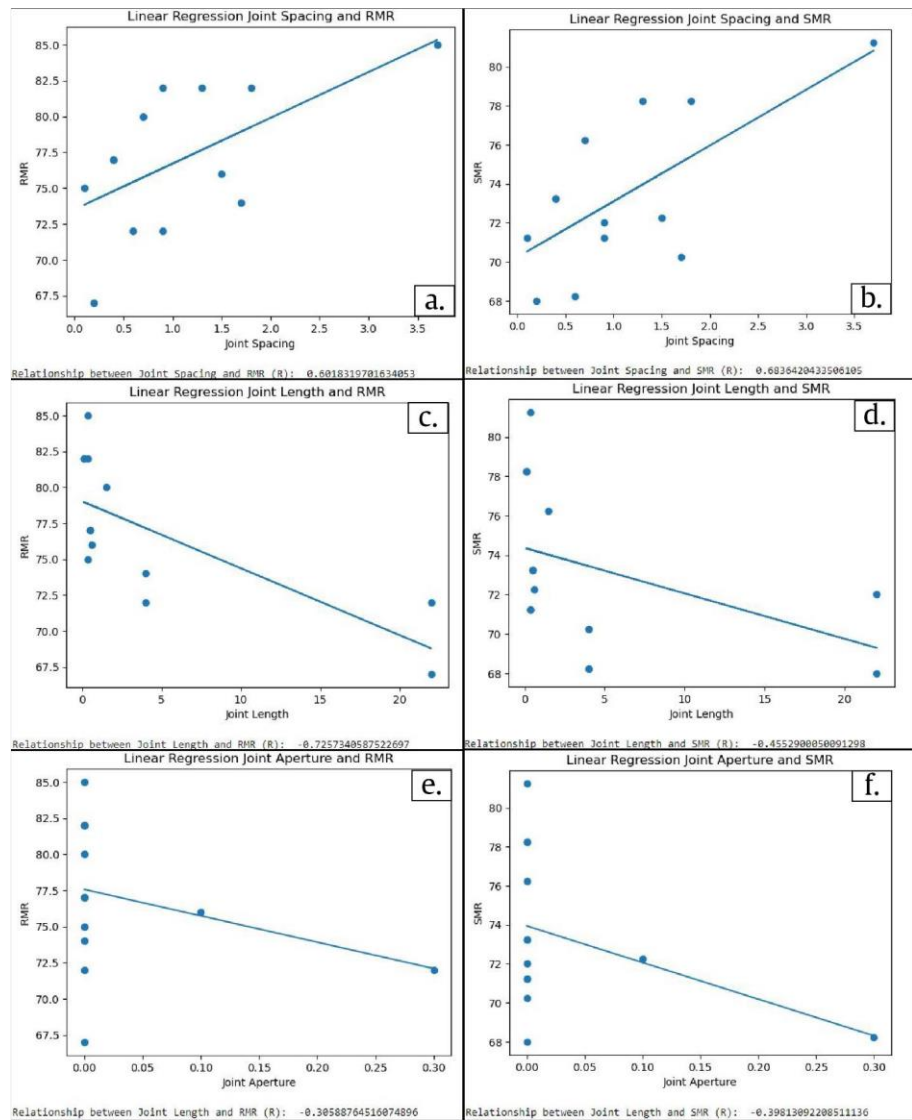 Linear Regression Joint Spacing and RMR
85.0
82.5
80.0
77.5
75.0
72.5
70.0
67.5
RMR
0.0 0.5 1.0 1.5 2.0 2.5 3.0 3.5
Joint Spacing
a.
Relationship between Joint Spacing and RMR (R): 0.6018319701634053
Linear Regression Joint Spacing and SMR
80
78
76
74
72
70
68
SMR
0.0 0.5 1.0 1.5 2.0 2.5 3.0 3.5
Joint Spacing
b.
Relationship between Joint Spacing and SMR (R): 0.6836420433506105
Linear Regression Joint Length and RMR
85.0
82.5
80.0
77.5
75.0
72.5
70.0
67.5
RMR
0 5 10 15 20
Joint Length
c.
Relationship between Joint Length and RMR (R): -0.7257340587522697
Linear Regression Joint Length and SMR
80
78
76
74
72
70
68
SMR
0 5 10 15 20
Joint Length
d.
Relationship between Joint Length and SMR (R): -0.4552900050091298
Linear Regression Joint Aperture and RMR
85.0
82.5
80.0
77.5
75.0
72.5
70.0
67.5
RMR
0.00 0.05 0.10 0.15 0.20 0.25 0.30
Joint Aperture
e.
Relationship between Joint Length and RMR (R): -0.30588764516074896
Linear Regression Joint Aperture and SMR
80
78
76
74
72
70
68
SMR
0.00 0.05 0.10 0.15 0.20 0.25 0.30
Joint Aperture
f.
Relationship between Joint Length and SMR (R): -0.39813092208511136